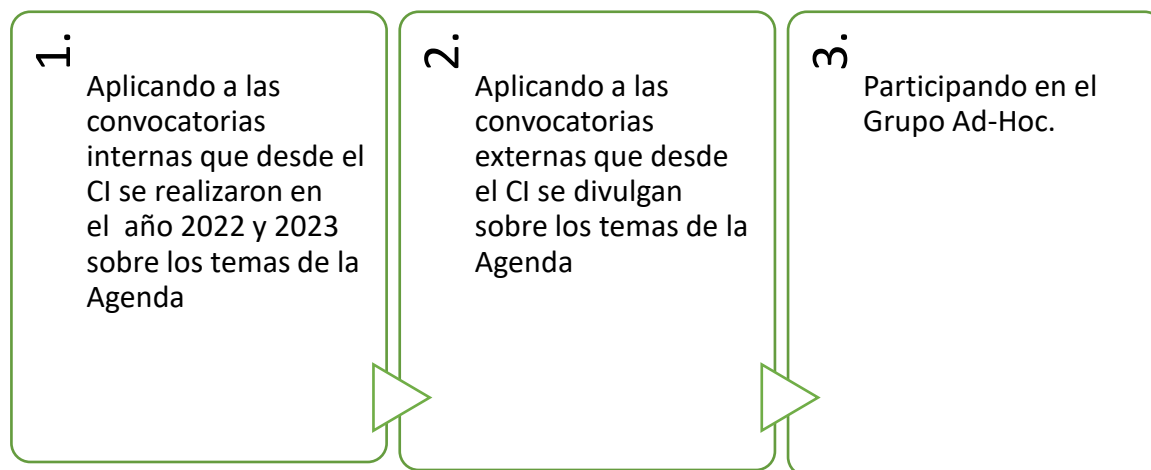 1.
Aplicando a las
convocatorias
internas que desde el
CI se realizaron en
el  año 2022 y 2023
sobre los temas de la
Agenda
2.
Aplicando a las
convocatorias
externas que desde
el CI se divulgan
sobre los temas de la
Agenda
3.
Participando en el
Grupo Ad-Hoc.